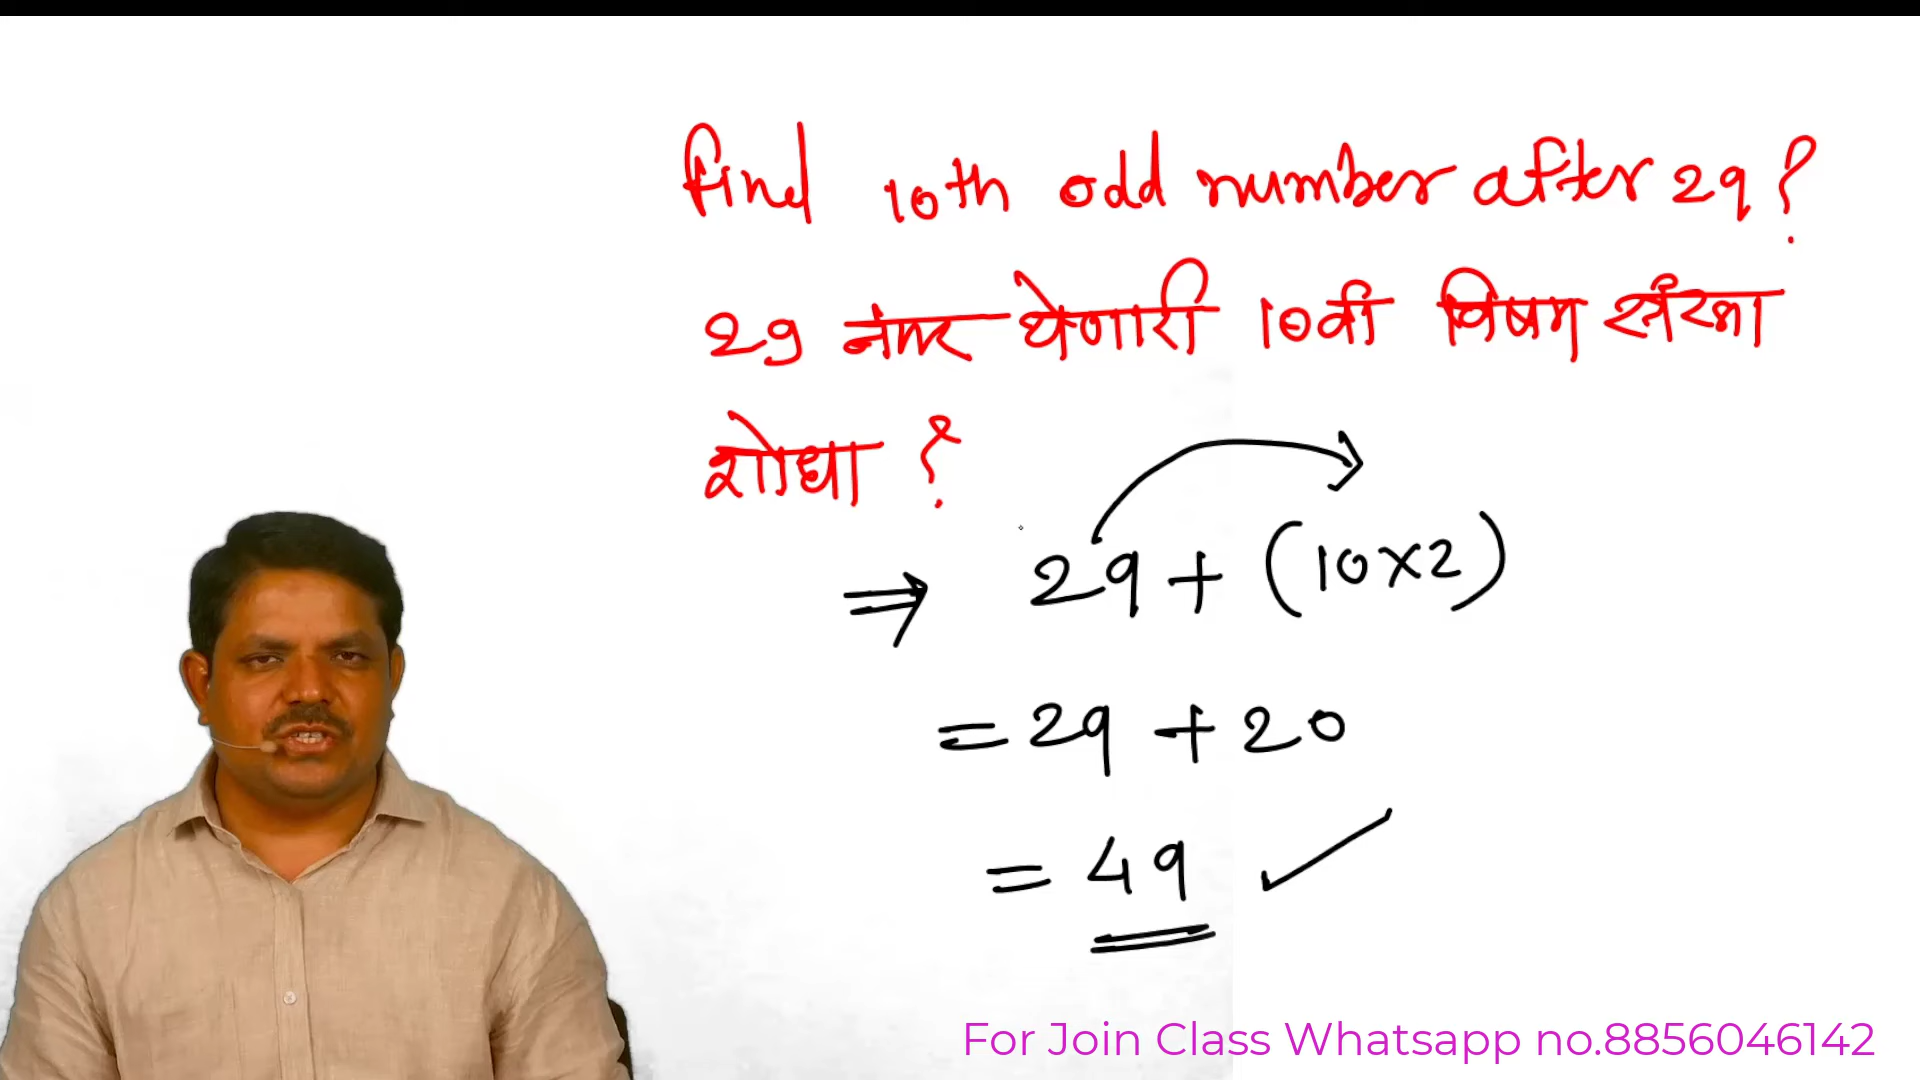 Find 10th odd number after 29?
29 नंतर येणारी 10वी विषम संख्या
शोधा ?
⇒ 29 + (10×2)
= 29 + 20
= 49 ✓
For Join Class Whatsapp no.8856046142